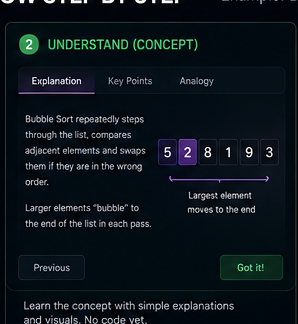 OW STEP BY STEP
2 UNDERSTAND (CONCEPT)
Explanation Key Points Analogy
Bubble Sort repeatedly steps
through the list, compares
adjacent elements and swaps
them if they are in the wrong
order.
Larger elements "bubble" to
the end of the list in each pass.
5 2 8 1 9 3
Largest element
moves to the end
Previous Got it!
Learn the concept with simple explanations
and visuals. No code yet.